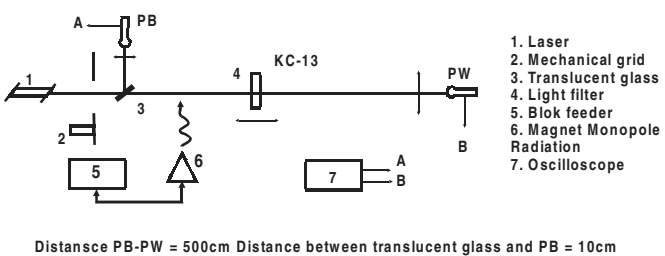 A
PB
1
3
4
KC-13
PW
B
2
5
6
7
A
B
1. Laser
2. Mechanical grid
3. Translucent glass
4. Light filter
5. Blok feeder
6. Magnet Monopole
Radiation
7. Oscilloscope
Distansce PB-PW = 500cm Distance between translucent glass and PB = 10cm